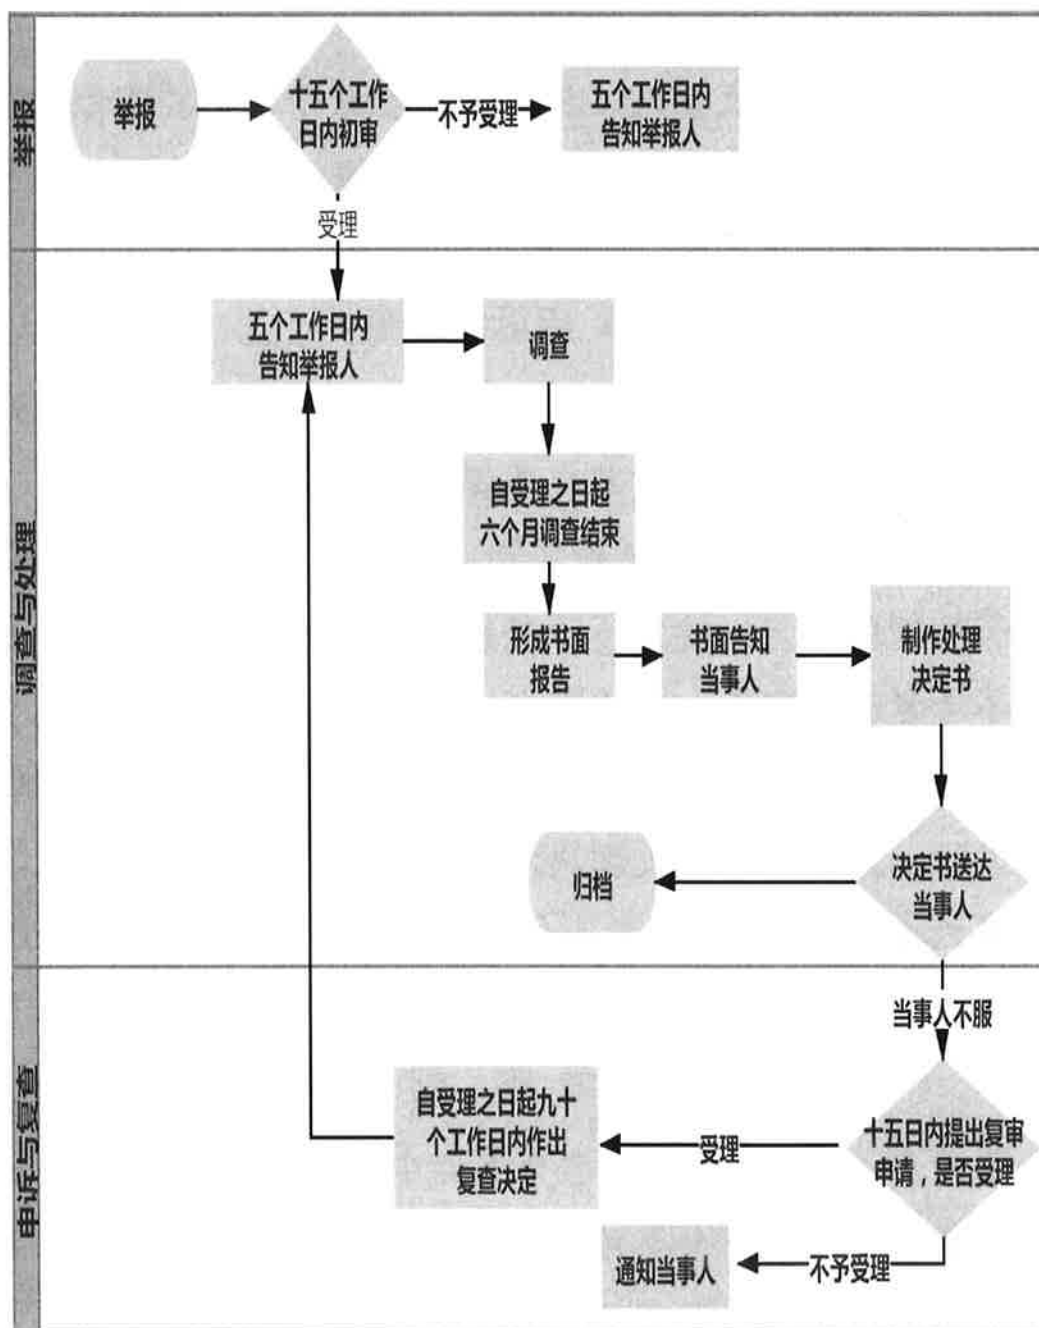 举报
举报
十五个工作
日内初审
不予受理
五个工作日内
告知举报人
受理
调查与处理
五个工作日内
告知举报人
调查
自受理之日起
六个月调查结束
形成书面
报告
书面告知
当事人
制作处理
决定书
归档
决定书送达
当事人
申诉与复查
当事人不服
自受理之日起九十
个工作日内作出
复查决定
受理
十五日内提出复审
申请，是否受理
通知当事人
不予受理